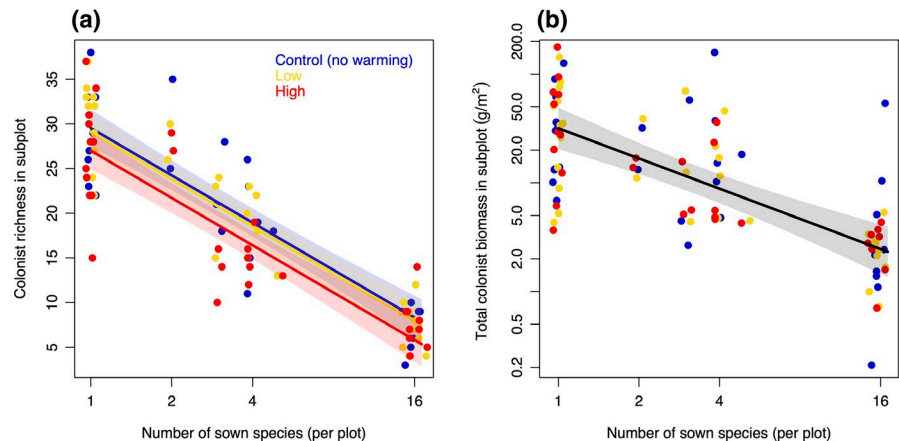 (a)
Control (no warming)
Low
High
Colonist richness in subplot
35
30
25
20
15
10
5
1
2
4
16
Number of sown species (per plot)
(b)
Total colonist biomass in subplot (g/m²)
200.0
50.0
20.0
5.0
2.0
0.5
0.2
1
2
4
16
Number of sown species (per plot)